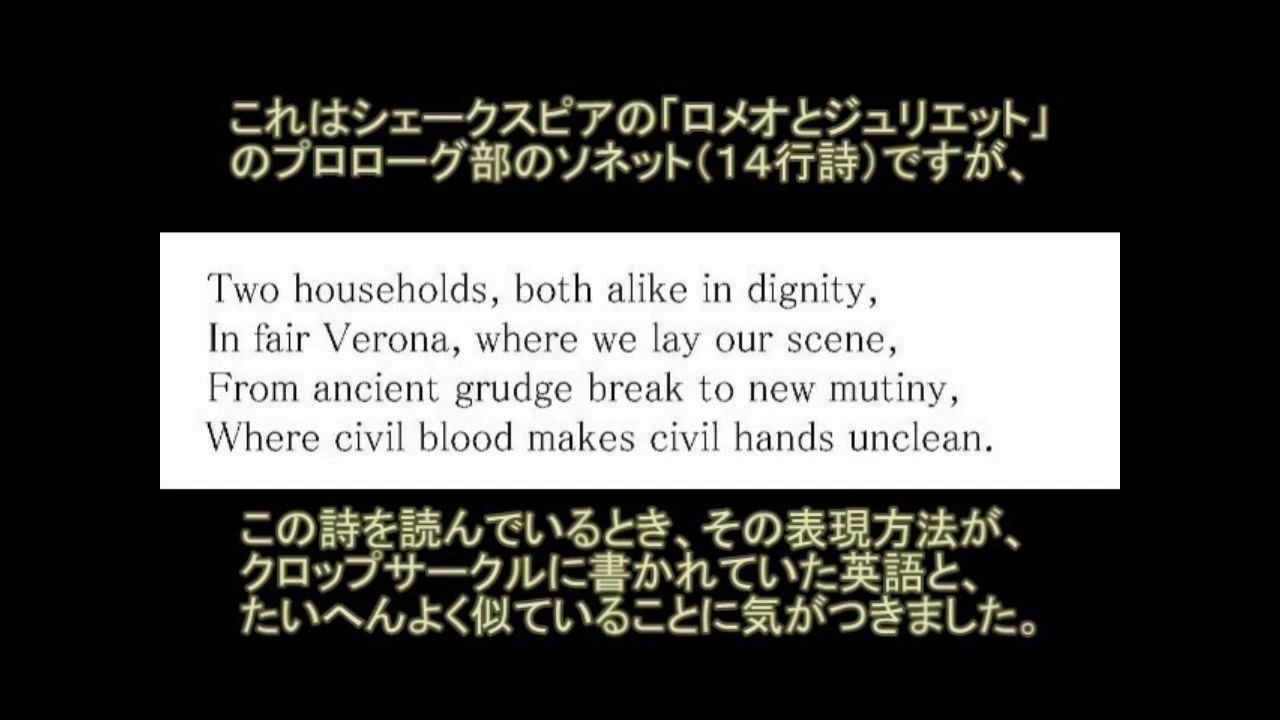 これはシェークスピアの「ロメオとジュリエット」
のプロローグ部のソネット（１４行詩）ですが、
Two households, both alike in dignity,
In fair Verona, where we lay our scene,
From ancient grudge break to new mutiny,
Where civil blood makes civil hands unclean.
この詩を読んでいるとき、その表現方法が、
クロップサークルに書かれていた英語と、
たいへんよく似ていることに気がつきました。